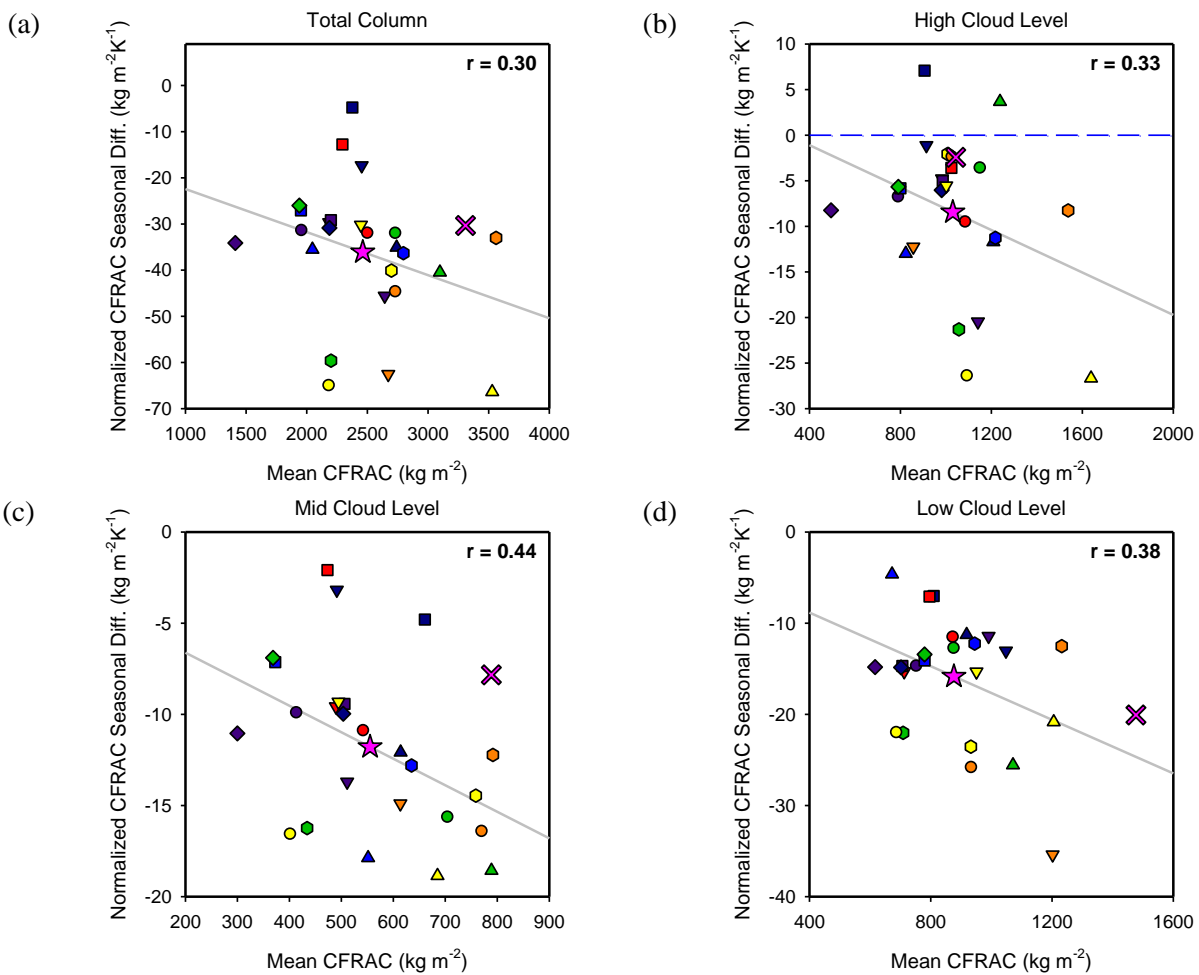 (a)
Total Column
r = 0.30
Normalized CFRAC Seasonal Diff. (kg m⁻²K⁻¹)
0
-10
-20
-30
-40
-50
-60
-70
1000 1500 2000 2500 3000 3500 4000
Mean CFRAC (kg m⁻²)
(b)
High Cloud Level
r = 0.33
Normalized CFRAC Seasonal Diff. (kg m⁻²K⁻¹)
10
5
0
-5
-10
-15
-20
-25
-30
400 800 1200 1600 2000
Mean CFRAC (kg m⁻²)
(c)
Mid Cloud Level
r = 0.44
Normalized CFRAC Seasonal Diff. (kg m⁻²K⁻¹)
0
-5
-10
-15
-20
200 300 400 500 600 700 800 900
Mean CFRAC (kg m⁻²)
(d)
Low Cloud Level
r = 0.38
Normalized CFRAC Seasonal Diff. (kg m⁻²K⁻¹)
0
-10
-20
-30
-40
400 800 1200 1600
Mean CFRAC (kg m⁻²)